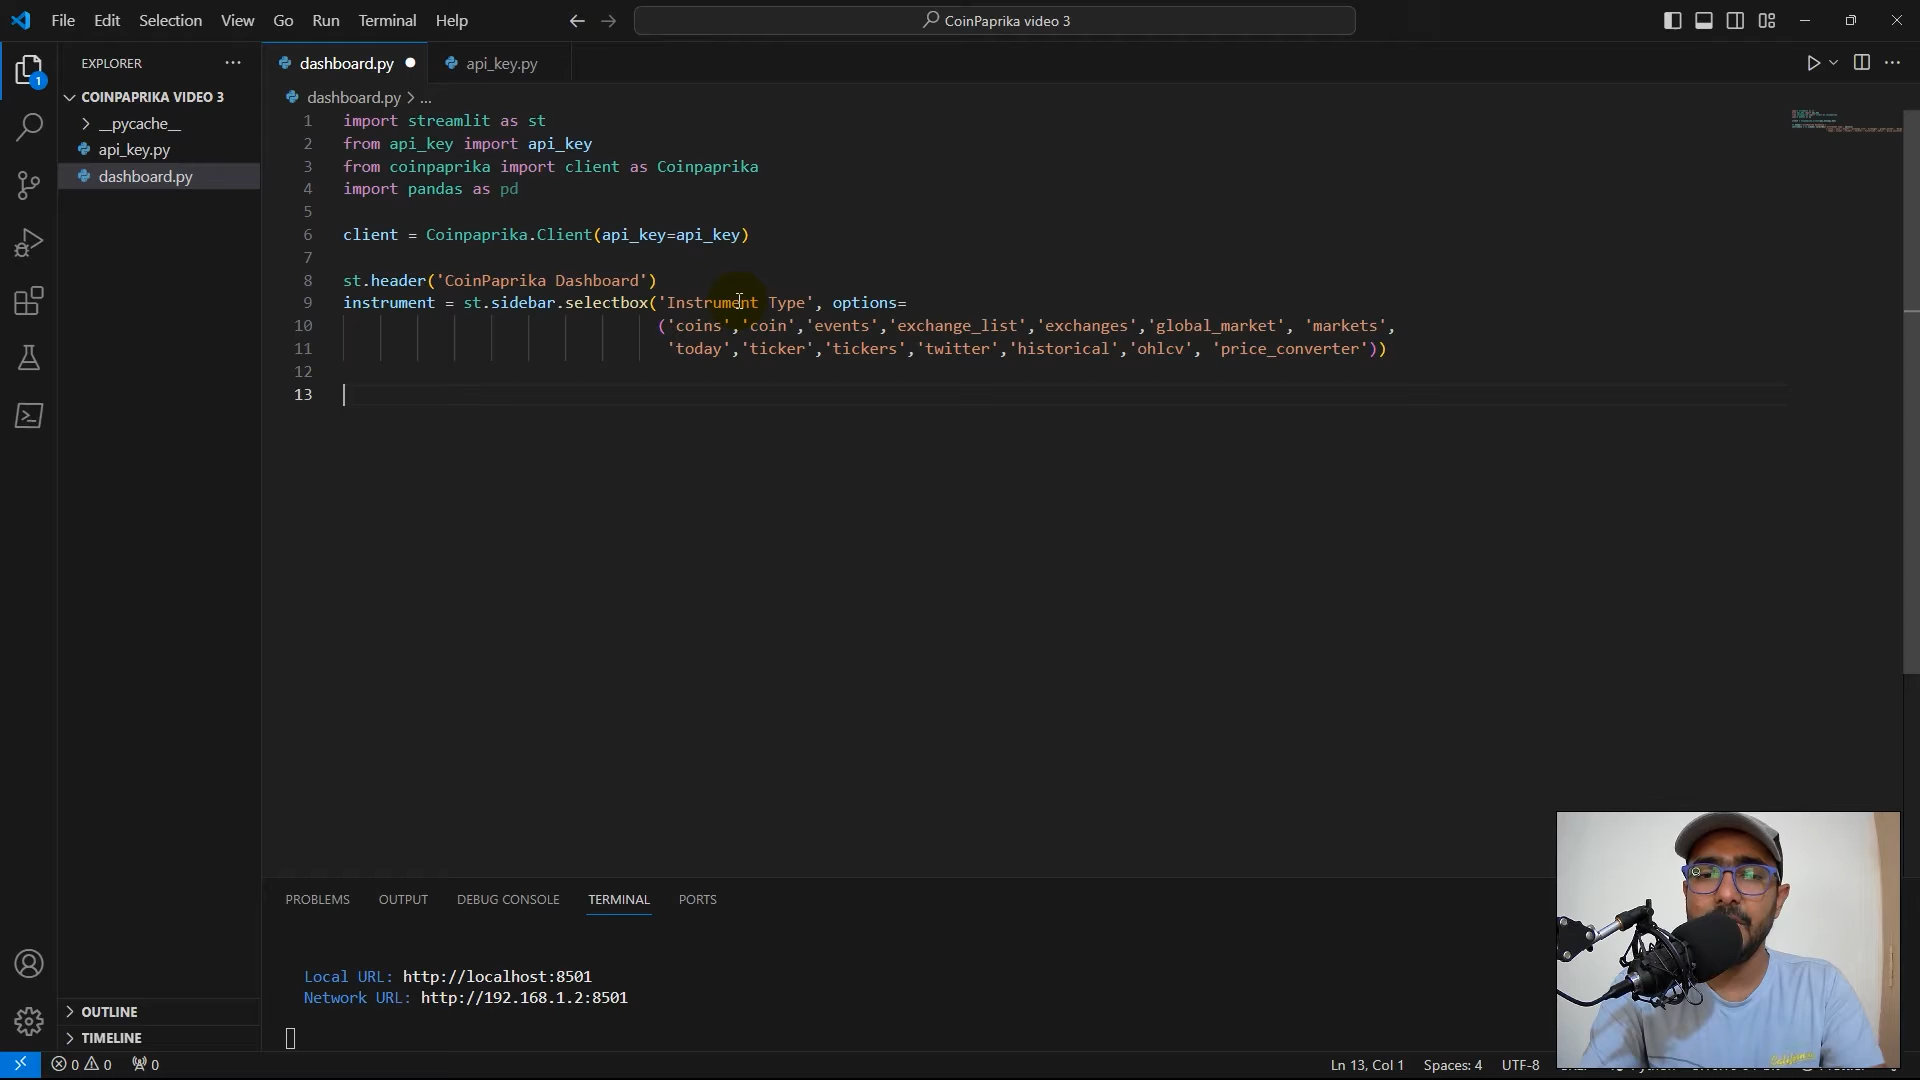 File Edit Selection View Go Run Terminal Help
CoinPaprika video 3
EXPLORER
dashboard.py
api_key.py
COINPAPRIKA VIDEO 3
1
__pycache__
api_key.py
dashboard.py
dashboard.py > ...
1 import streamlit as st
2 from api_key import api_key
3 from coinpaprika import client as Coinpaprika
4 import pandas as pd
5
6 client = Coinpaprika.Client(api_key=api_key)
7
8 st.header('CoinPaprika Dashboard')
9 instrument = st.sidebar.selectbox('Instrument Type', options=
10 ('coins','coin','events','exchange_list','exchanges','global_market', 'markets',
11 'today','ticker','tickers','twitter','historical','ohlcv', 'price_converter'))
12
13
PROBLEMS OUTPUT DEBUG CONSOLE TERMINAL PORTS
Local URL: http://localhost:8501
Network URL: http://192.168.1.2:8501
OUTLINE
TIMELINE
0 0 0
Ln 13, Col 1 Spaces: 4 UTF-8
California